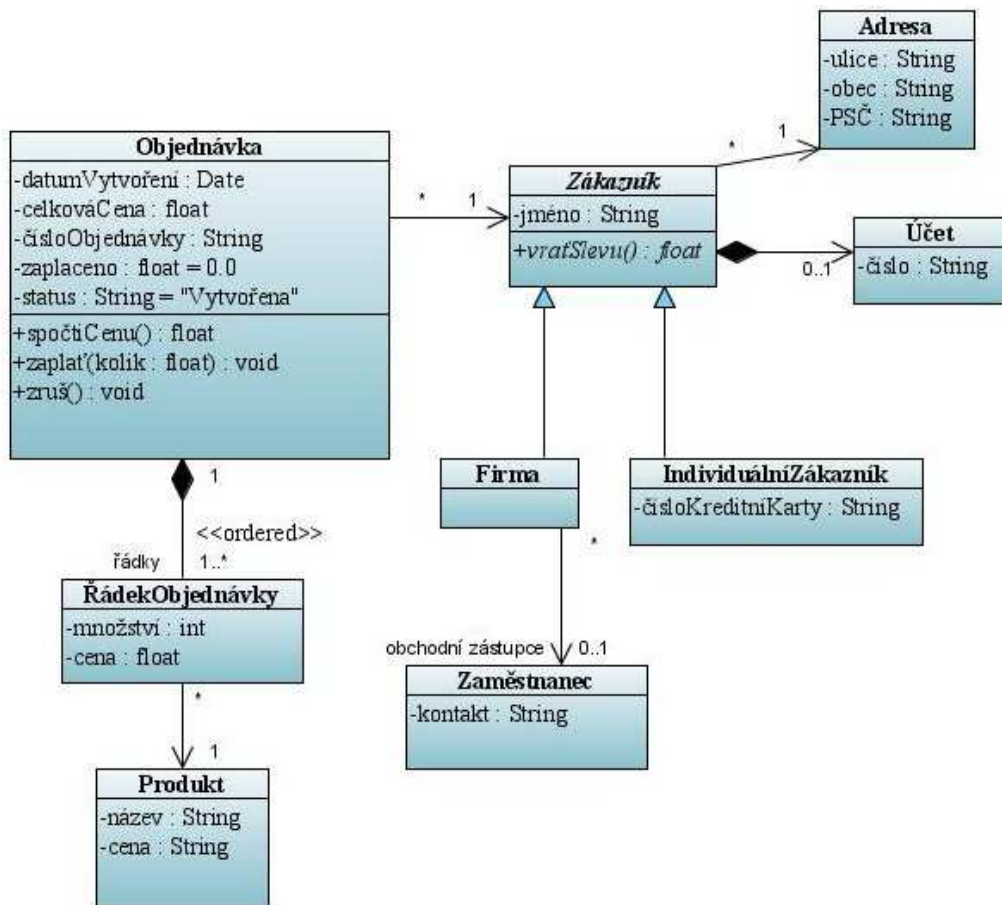 Adresa
-ulice : String
-obec : String
-PSČ : String
Objednávka
-datumVytvoření : Date
-celkováCena : float
-čísloObjednávky : String
-zaplaceno : float = 0.0
-status : String = "Vytvořena"
+spočtiCenu() : float
+zaplať(kolik : float) : void
+zruš() : void
*
1
*
1
Zákazník
-jméno : String
+vraťSlevu() : float
0..1
Účet
-číslo : String
Firma
IndividuálníZákazník
-čísloKreditníKarty : String
1
<<ordered>>
řádky
1..*
ŘádekObjednávky
-množství : int
-cena : float
*
obchodní zástupce
0..1
Zaměstnanec
-kontakt : String
*
1
Produkt
-název : String
-cena : String